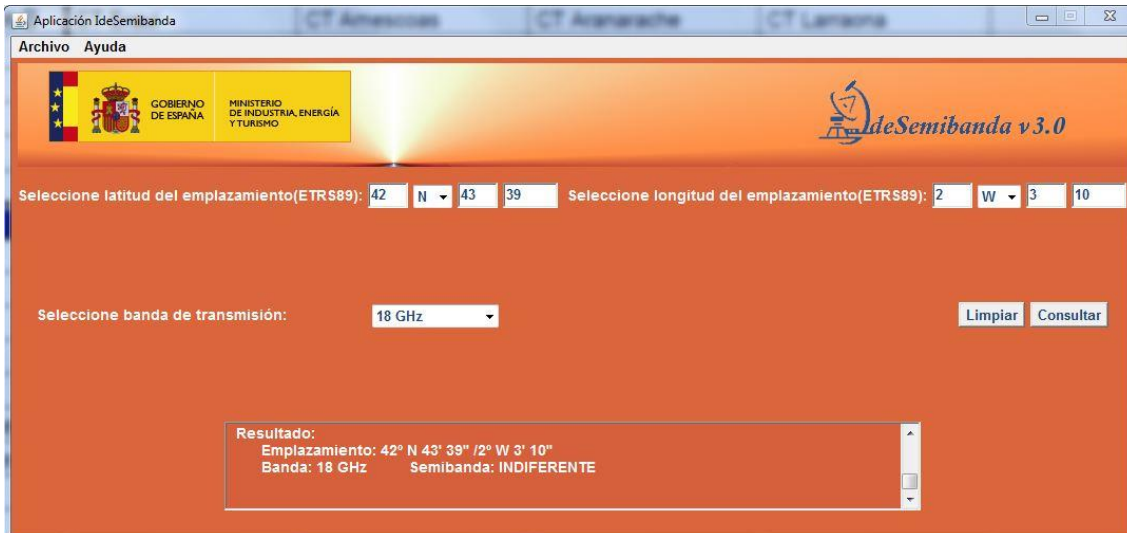 Aplicación IdeSemibanda
CT Amescoas CT Aranarache CT Larraona
Archivo Ayuda
GOBIERNO
DE ESPAÑA
MINISTERIO
DE INDUSTRIA, ENERGÍA
Y TURISMO
IdeSemibanda v 3.0
Seleccione latitud del emplazamiento(ETRS89): 42 N 43 39 Seleccione longitud del emplazamiento(ETRS89): 2 W 3 10
Seleccione banda de transmisión: 18 GHz Limpiar Consultar
Resultado:
Emplazamiento: 42º N 43' 39" /2º W 3' 10"
Banda: 18 GHz Semibanda: INDIFERENTE